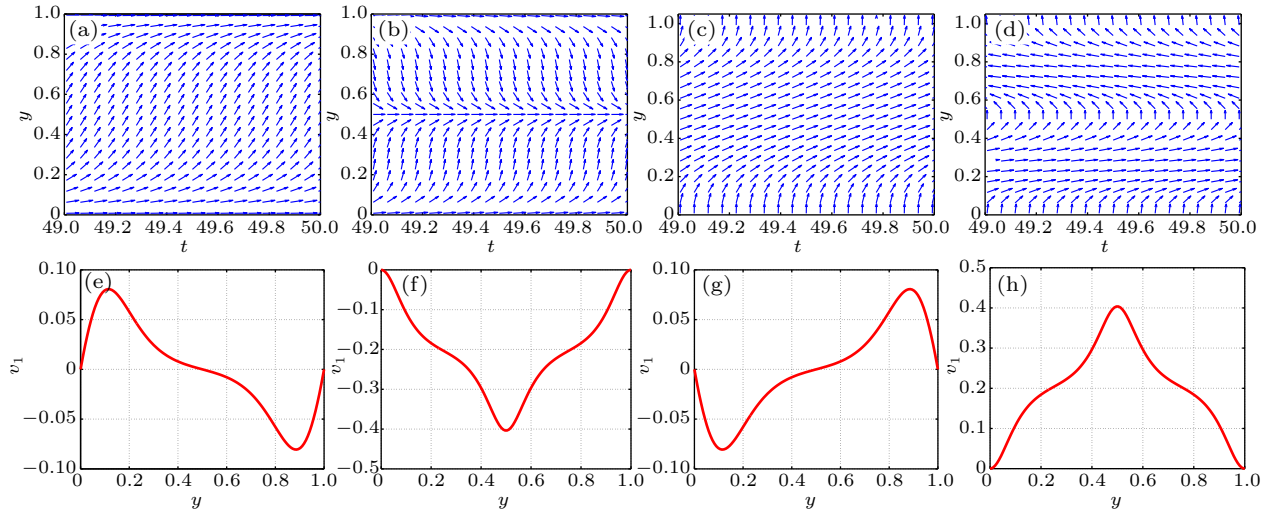 (a) (b) (c) (d)
1.0 0.8 0.6 0.4 0.2 0
y
49.0 49.2 49.4 49.6 49.8 50.0
t
1.0 0.8 0.6 0.4 0.2 0
y
49.0 49.2 49.4 49.6 49.8 50.0
t
1.0 0.8 0.6 0.4 0.2 0
y
49.0 49.2 49.4 49.6 49.8 50.0
t
1.0 0.8 0.6 0.4 0.2 0
y
49.0 49.2 49.4 49.6 49.8 50.0
t
(e) (f) (g) (h)
0.10 0.05 0 −0.05 −0.10
v₁
0 0.2 0.4 0.6 0.8 1.0
y
0 −0.1 −0.2 −0.3 −0.4 −0.5
v₁
0 0.2 0.4 0.6 0.8 1.0
y
0.10 0.05 0 −0.05 −0.10
v₁
0 0.2 0.4 0.6 0.8 1.0
y
0.5 0.4 0.3 0.2 0.1 0
v₁
0 0.2 0.4 0.6 0.8 1.0
y